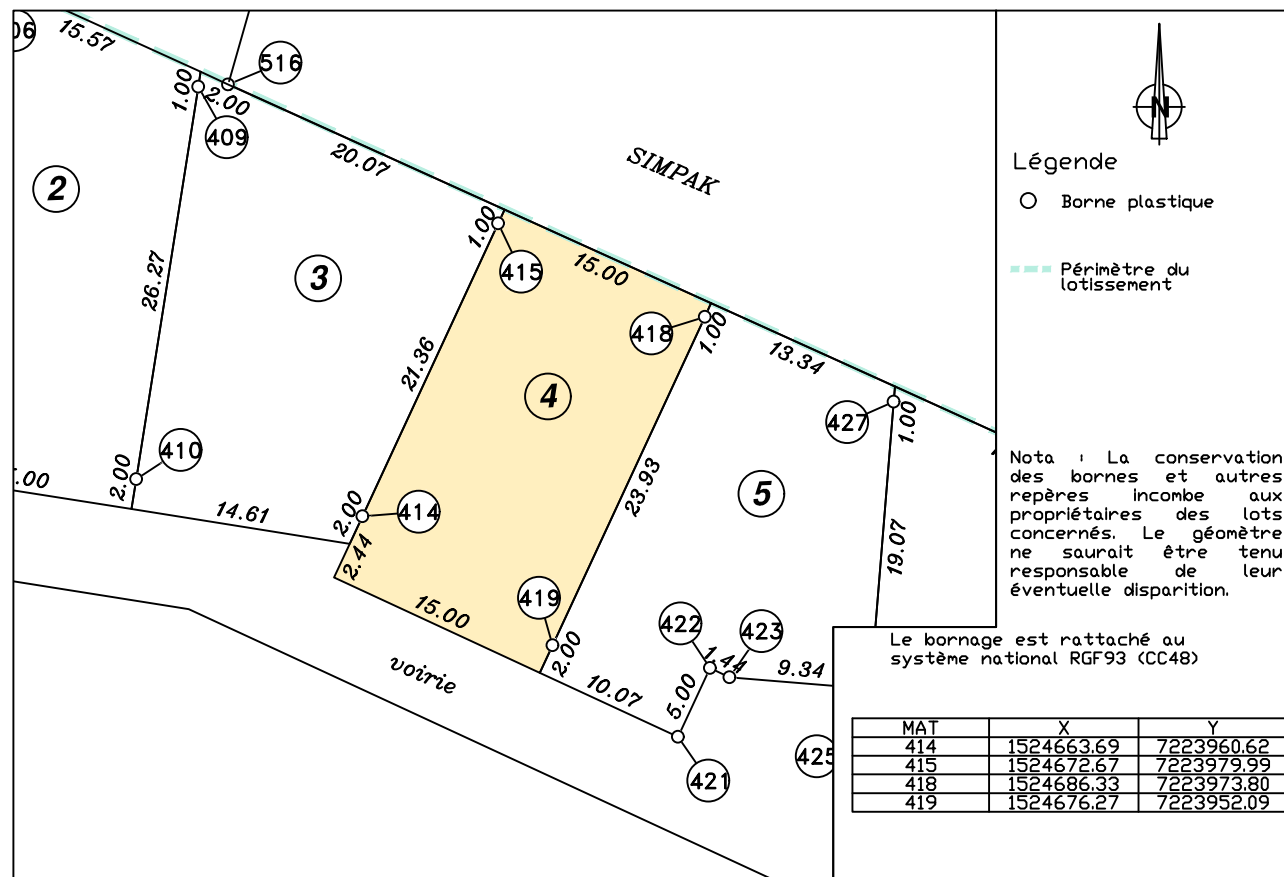 15.57
516
1.00
2.00
409
20.07
SIMPAK
2
3
26.27
1.00
415
15.00
418
1.00
13.34
21.36
4
427
1.00
410
2.00
.00
14.61
2.00
414
2.44
23.93
5
19.07
15.00
419
2.00
422
423
1.44
9.34
voirie
10.07
5.00
421
425
N
Légende
Borne plastique
Périmètre du
lotissement
Nota : La conservation
des bornes et autres
repères incombe aux
propriétaires des lots
concernés. Le géomètre
ne saurait être tenu
responsable de leur
éventuelle disparition.
Le bornage est rattaché au
système national RGF93 (CC48)
MAT X Y
414 1524663.69 7223960.62
415 1524672.67 7223979.99
418 1524686.33 7223973.80
419 1524676.27 7223952.09